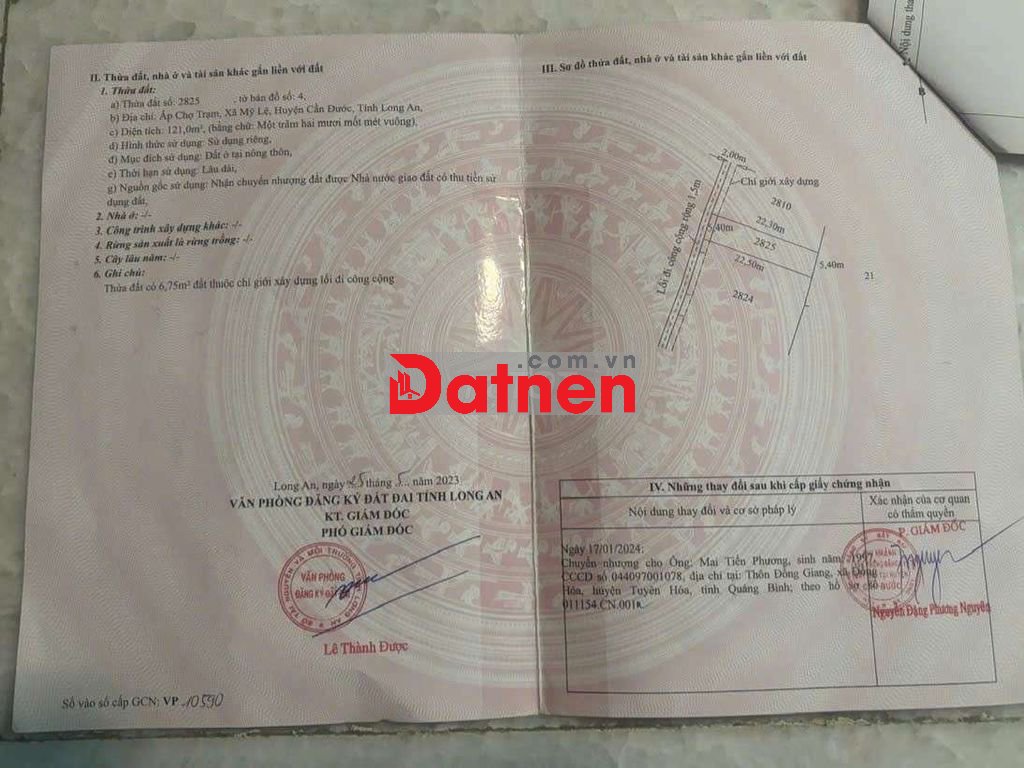 II. Thửa đất, nhà ở và tài sản khác gắn liền với đất
1. Thửa đất:
a) Thửa đất số: 2825 , tờ bản đồ số: 4,
b) Địa chỉ: Ấp Chợ Trạm, Xã Mỹ Lệ, Huyện Cần Đước, Tỉnh Long An,
c) Diện tích: 121,0m², (bằng chữ: Một trăm hai mươi mốt mét vuông),
d) Hình thức sử dụng: Sử dụng riêng,
đ) Mục đích sử dụng: Đất ở tại nông thôn,
e) Thời hạn sử dụng: Lâu dài,
g) Nguồn gốc sử dụng: Nhận chuyển nhượng đất được Nhà nước giao đất có thu tiền sử
dụng đất,
2. Nhà ở: -/-
3. Công trình xây dựng khác: -/-
4. Rừng sản xuất là rừng trồng: -/-
5. Cây lâu năm: -/-
6. Ghi chú:
Thửa đất có 6,75m² đất thuộc chỉ giới xây dựng lối đi công cộng
Long An, ngày 25 tháng 5 năm 2023
VĂN PHÒNG ĐĂNG KÝ ĐẤT ĐAI TỈNH LONG AN
KT. GIÁM ĐỐC
PHÓ GIÁM ĐỐC
VĂN PHÒNG
ĐĂNG KÝ ĐẤT
Lê Thành Được
Số vào sổ cấp GCN: VP 10590
III. Sơ đồ thửa đất, nhà ở và tài sản khác gắn liền với đất
B
2,00m
Chỉ giới xây dựng
Lối đi công cộng rộng 1,5m
2810
22,30m
5,40m
2825
22,50m
5,40m
2824
21
.com.vn
Datnen
IV. Những thay đổi sau khi cấp giấy chứng nhận
Nội dung thay đổi và cơ sở pháp lý
Xác nhận của cơ quan
có thẩm quyền
Ngày 17/01/2024:
Chuyển nhượng cho Ông: Mai Tiến Phương, sinh năm 1997
CCCD số 044097001078, địa chỉ tại: Thôn Đồng Giang, xã Đồng
Hóa, huyện Tuyên Hóa, tỉnh Quảng Bình; theo hồ sơ số
011154.CN.001.
P. GIÁM ĐỐC
Nguyễn Đặng Phương Nguyên
Nội dung tha